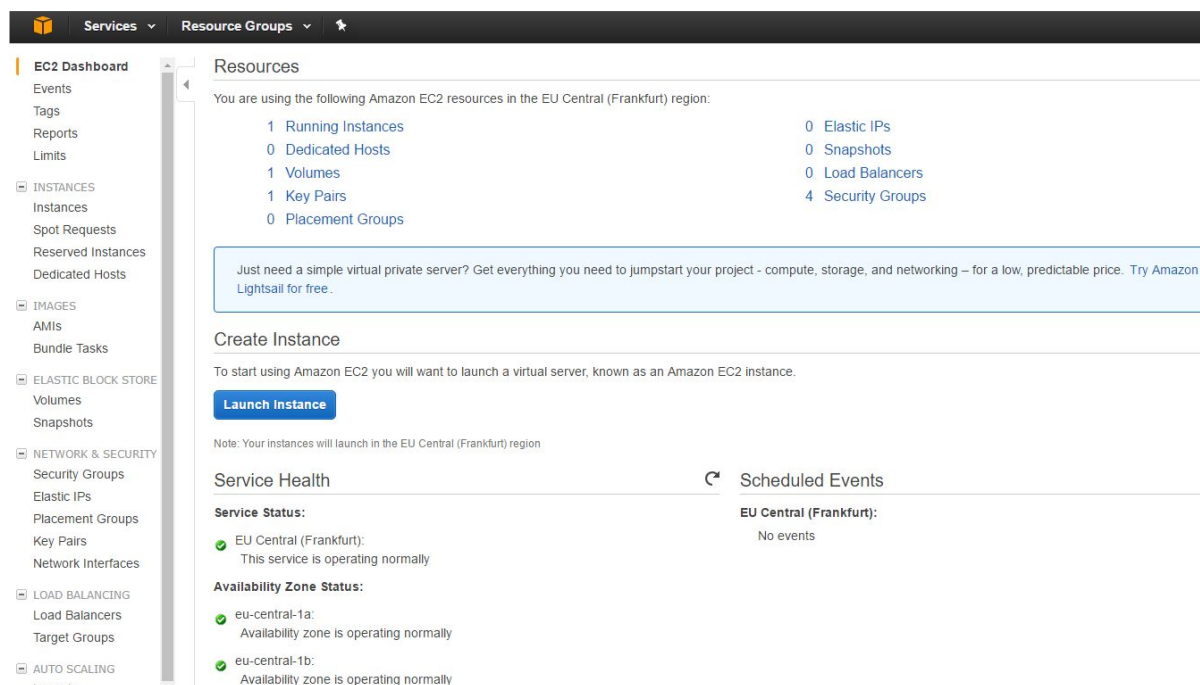 Services
Resource Groups
EC2 Dashboard
Events
Tags
Reports
Limits
INSTANCES
Instances
Spot Requests
Reserved Instances
Dedicated Hosts
IMAGES
AMIs
Bundle Tasks
ELASTIC BLOCK STORE
Volumes
Snapshots
NETWORK & SECURITY
Security Groups
Elastic IPs
Placement Groups
Key Pairs
Network Interfaces
LOAD BALANCING
Load Balancers
Target Groups
AUTO SCALING
Resources
You are using the following Amazon EC2 resources in the EU Central (Frankfurt) region:
1 Running Instances
0 Dedicated Hosts
1 Volumes
1 Key Pairs
0 Placement Groups
0 Elastic IPs
0 Snapshots
0 Load Balancers
4 Security Groups
Just need a simple virtual private server? Get everything you need to jumpstart your project - compute, storage, and networking – for a low, predictable price. Try Amazon
Lightsail for free.
Create Instance
To start using Amazon EC2 you will want to launch a virtual server, known as an Amazon EC2 instance.
Launch Instance
Note: Your instances will launch in the EU Central (Frankfurt) region
Service Health
Service Status:
EU Central (Frankfurt):
This service is operating normally
Availability Zone Status:
eu-central-1a:
Availability zone is operating normally
eu-central-1b:
Availability zone is operating normally
Scheduled Events
EU Central (Frankfurt):
No events